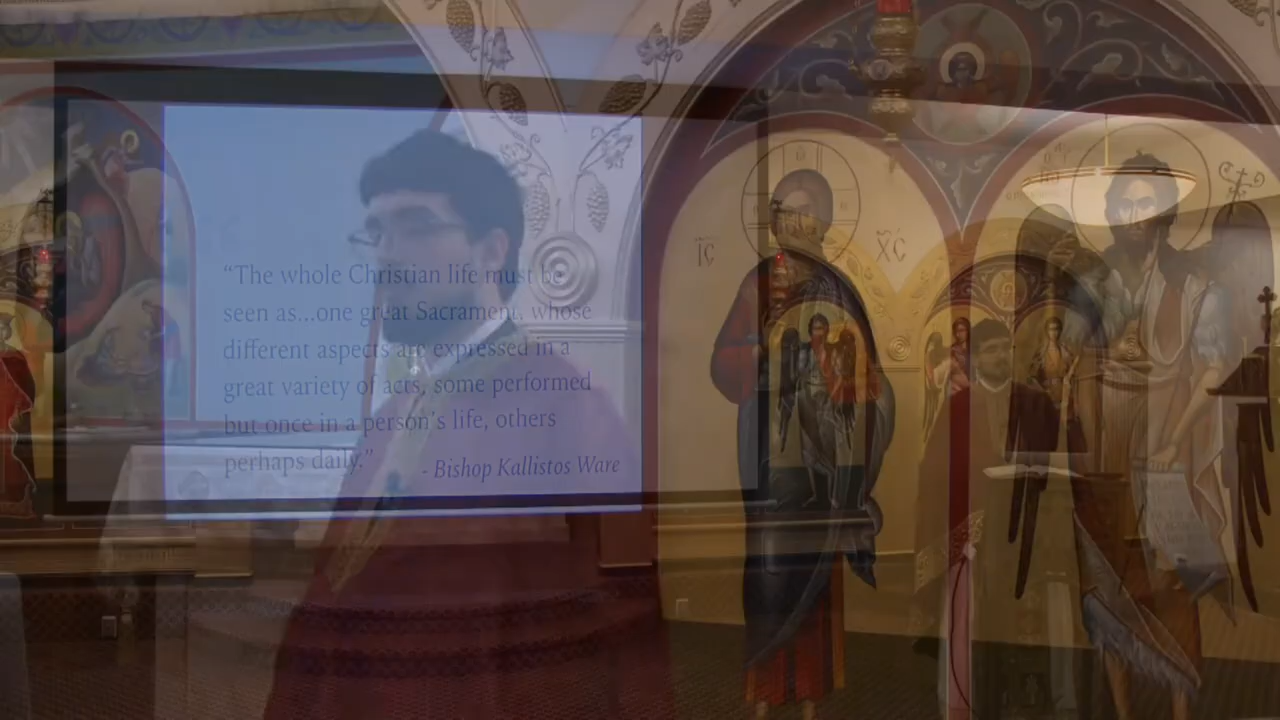 “The whole Christian life must be
seen as...one great Sacrament, whose
different aspects are expressed in a
great variety of acts, some performed
but once in a person’s life, others
perhaps daily.”
- Bishop Kallistos Ware
IC
XC